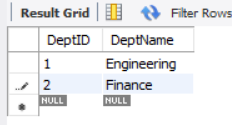 Result Grid Filter Rows
DeptID DeptName
1 Engineering
2 Finance
NULL NULL